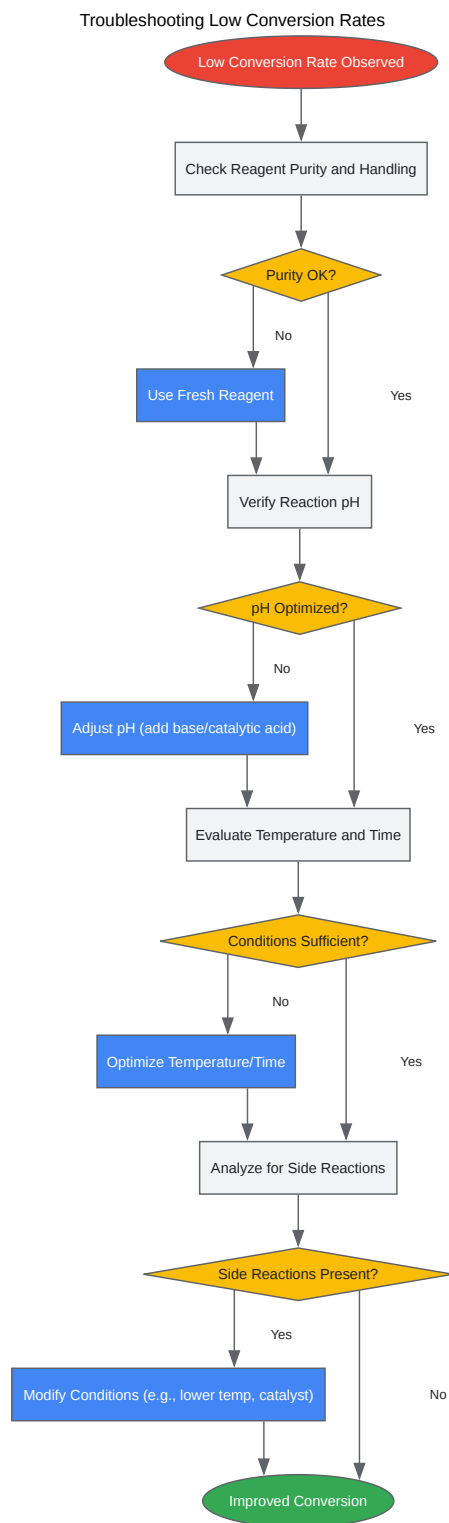 Troubleshooting Low Conversion Rates
Low Conversion Rate Observed
Check Reagent Purity and Handling
Purity OK?
No
Use Fresh Reagent
Yes
Verify Reaction pH
pH Optimized?
No
Adjust pH (add base/catalytic acid)
Yes
Evaluate Temperature and Time
Conditions Sufficient?
No
Optimize Temperature/Time
Yes
Analyze for Side Reactions
Side Reactions Present?
Yes
Modify Conditions (e.g., lower temp, catalyst)
No
Improved Conversion